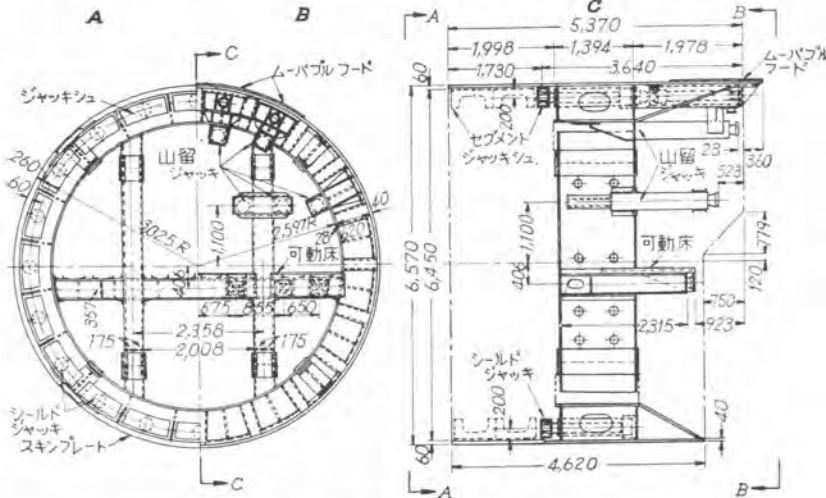 A
B
C
ムーバブルフード
ジャッキシュ
山留
ジャッキ
260
60
3025R
2,597R
1,100
28
220
40
406
可動床
357
675
855
650
2,358
175
175
2,008
シールド
ジャッキ
スキンプレート
C
A
C
B
5,370
1,998
1,394
1,978
1,730
3,640
ムーバブル
フード
60
200
セグメント
ジャッキシュ.
山留
ジャッキ
23
360
523
1,100
可動床
406
779
120
6,570
6,450
750
2,315
923
シールド
ジャッキ
200
40
60
4,620
A
B